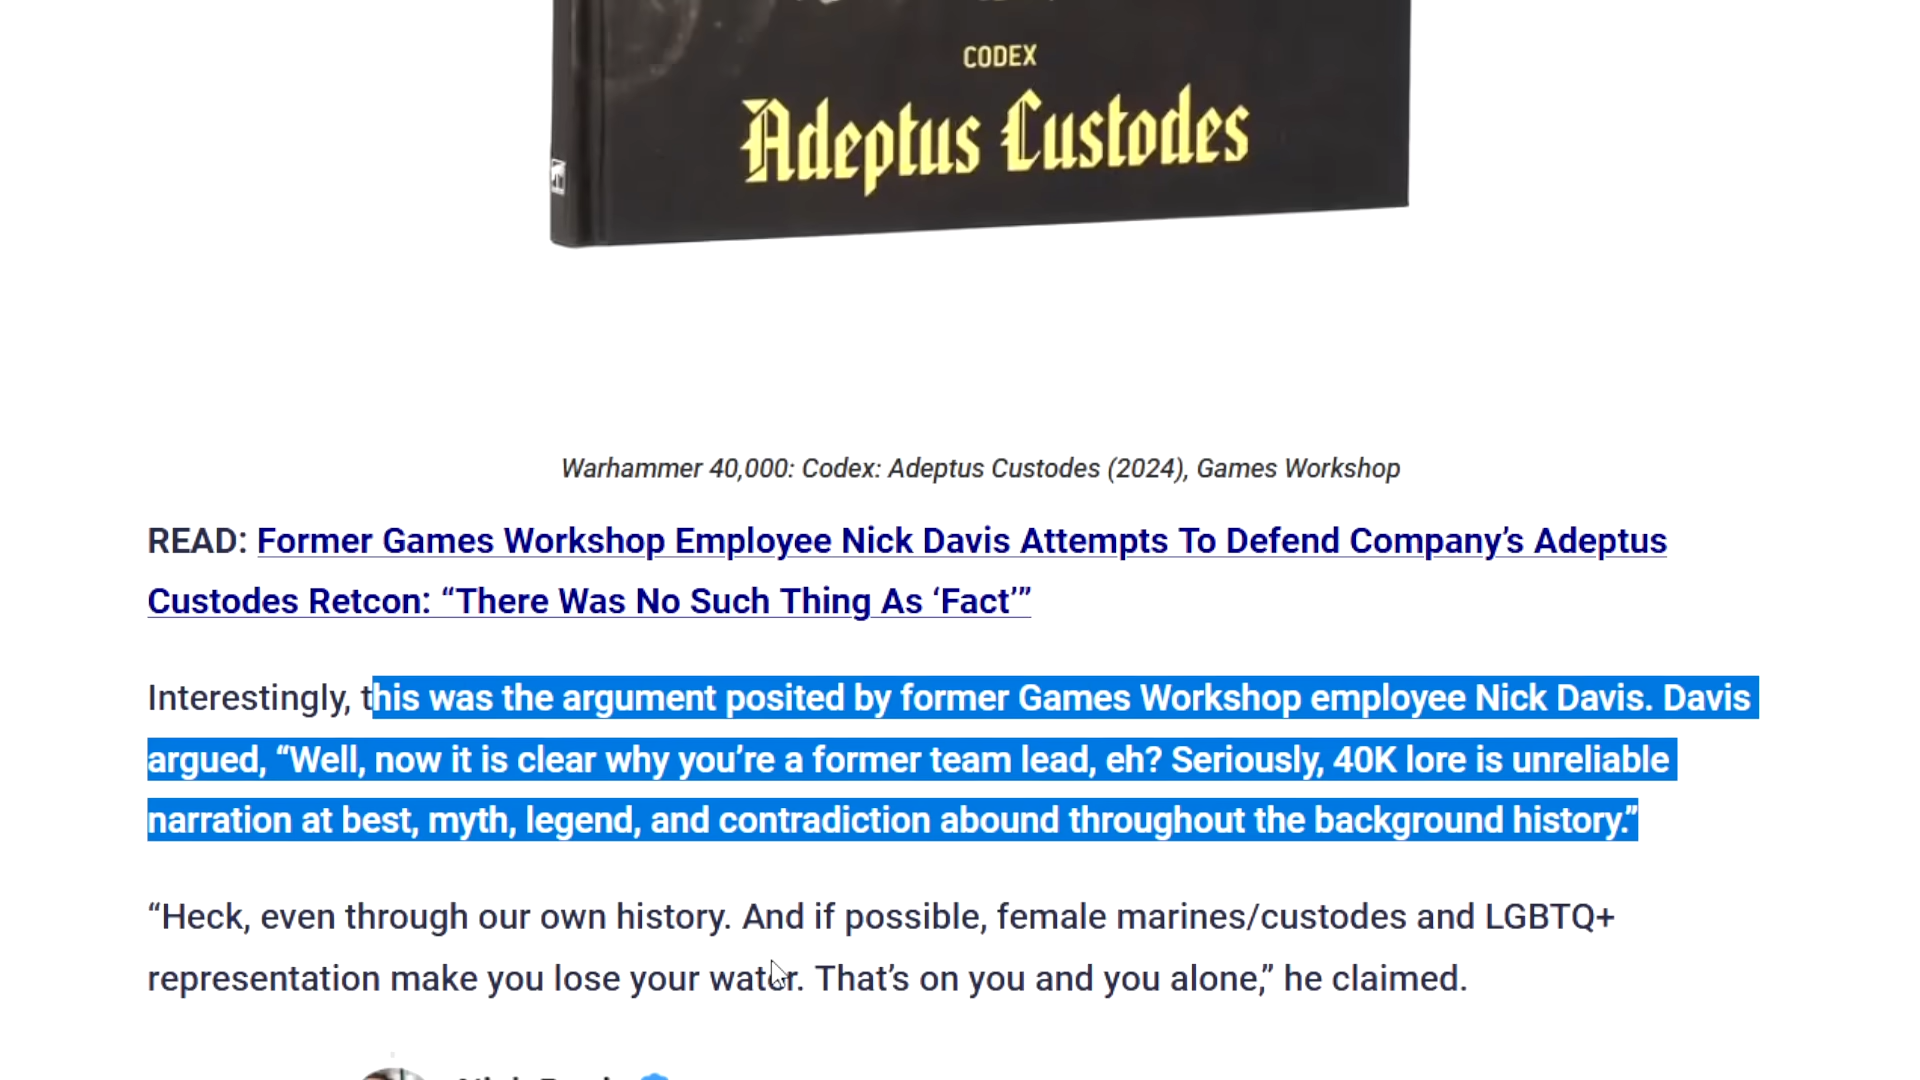 CODEX
Adeptus Custodes
Warhammer 40,000: Codex: Adeptus Custodes (2024), Games Workshop
READ: Former Games Workshop Employee Nick Davis Attempts To Defend Company’s Adeptus
Custodes Retcon: “There Was No Such Thing As ‘Fact’”
Interestingly, this was the argument posited by former Games Workshop employee Nick Davis. Davis
argued, “Well, now it is clear why you’re a former team lead, eh? Seriously, 40K lore is unreliable
narration at best, myth, legend, and contradiction abound throughout the background history.”
“Heck, even through our own history. And if possible, female marines/custodes and LGBTQ+
representation make you lose your water. That’s on you and you alone,” he claimed.